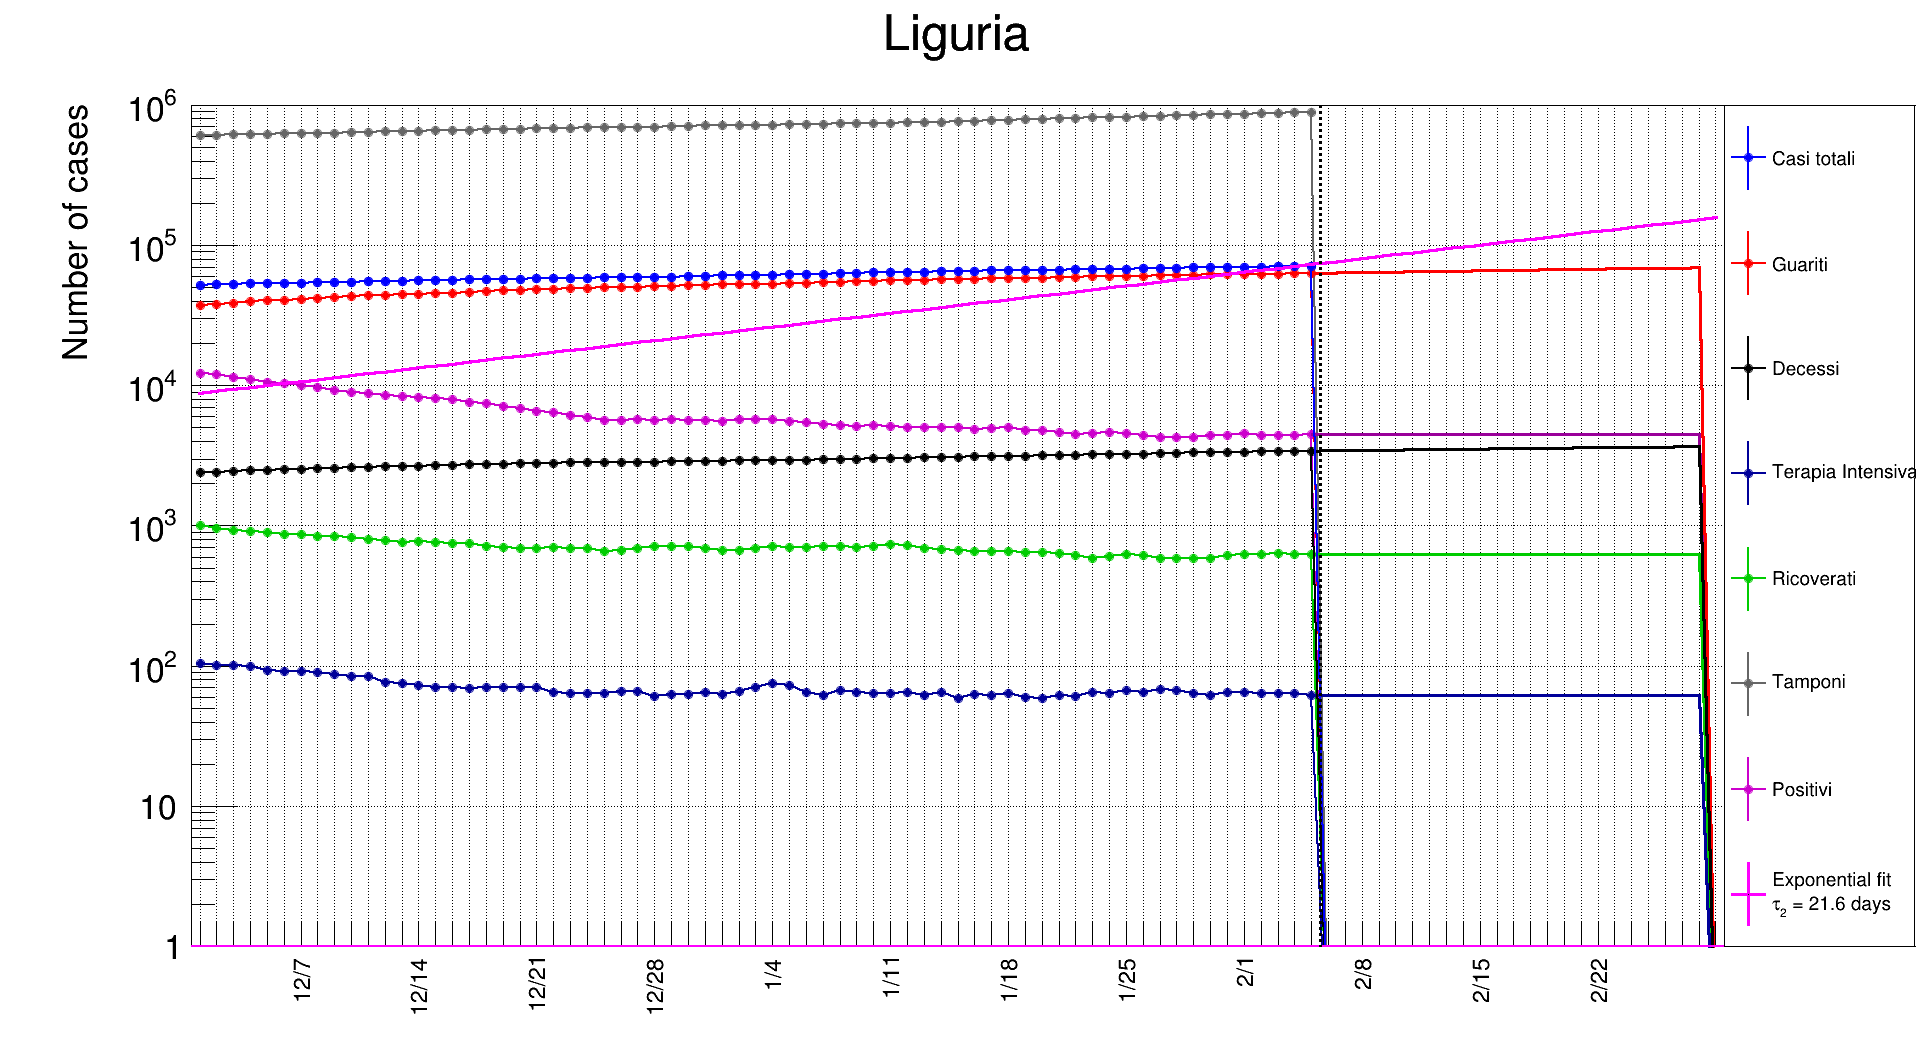 Liguria
Number of cases
10^6
10^5
10^4
10^3
10^2
10
1
12/7
12/14
12/21
12/28
1/4
1/11
1/18
1/25
2/1
2/8
2/15
2/22
Casi totali
Guariti
Decessi
Terapia Intensiva
Ricoverati
Tamponi
Positivi
Exponential fit
τ₂ = 21.6 days